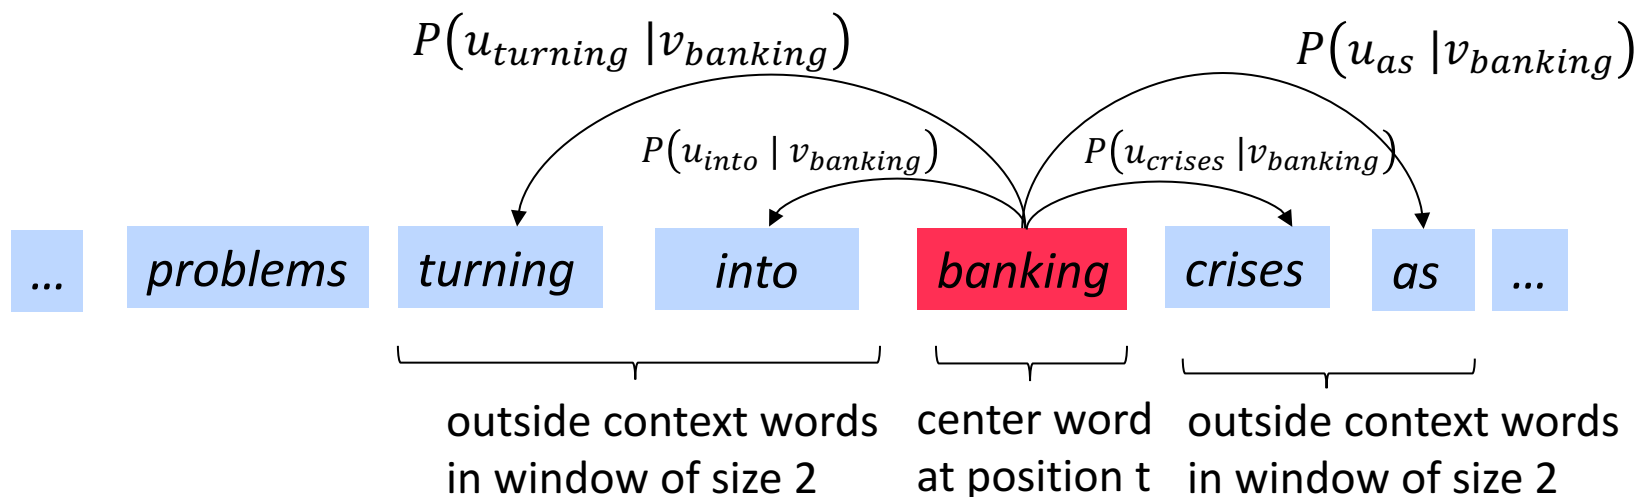 P(u_turning |v_banking) P(u_as |v_banking)
P(u_into | v_banking) P(u_crises |v_banking)
... problems turning into banking crises as ...
outside context words center word outside context words
in window of size 2 at position t in window of size 2